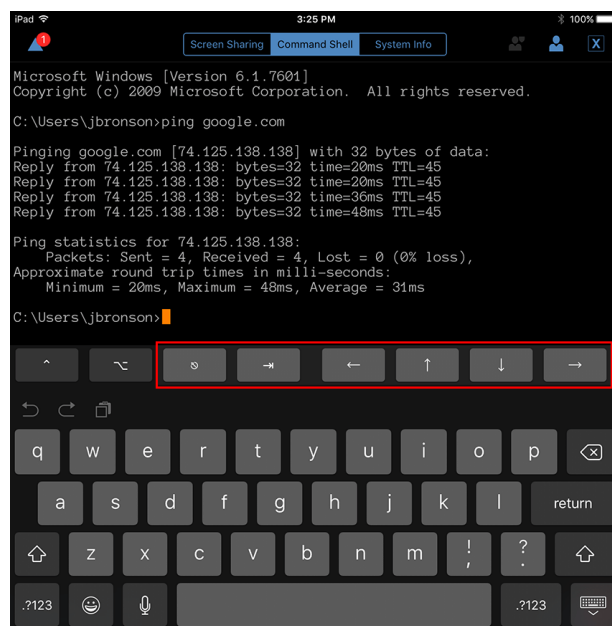 iPad 3:25 PM 100%
1
Screen Sharing Command Shell System Info X
Microsoft Windows [Version 6.1.7601]
Copyright (c) 2009 Microsoft Corporation.  All rights reserved.
C:\Users\jbronson>ping google.com
Pinging google.com [74.125.138.138] with 32 bytes of data:
Reply from 74.125.138.138: bytes=32 time=20ms TTL=45
Reply from 74.125.138.138: bytes=32 time=20ms TTL=45
Reply from 74.125.138.138: bytes=32 time=36ms TTL=45
Reply from 74.125.138.138: bytes=32 time=48ms TTL=45
Ping statistics for 74.125.138.138:
    Packets: Sent = 4, Received = 4, Lost = 0 (0% loss),
Approximate round trip times in milli-seconds:
    Minimum = 20ms, Maximum = 48ms, Average = 31ms
C:\Users\jbronson>
^ ⌥ ⎋ ⇥ ← ↑ ↓ →
q w e r t y u i o p
a s d f g h j k l return
z x c v b n m ! , ? .
.?123 .?123